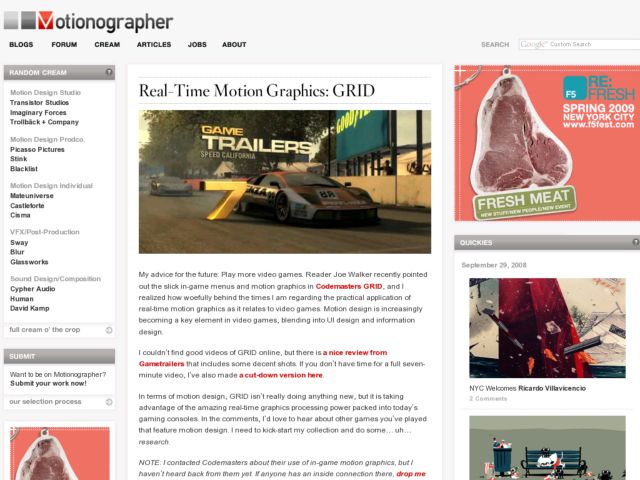 Motionographer
BLOGS FORUM CREAM ARTICLES JOBS ABOUT
SEARCH Google™ Custom Search
RANDOM CREAM ?
Motion Design Studio
Transistor Studios
Imaginary Forces
Trollbäck + Company
Motion Design Prodco.
Picasso Pictures
Stink
Blacklist
Motion Design Individual
Mateuniverse
Castleforte
Cisma
VFX/Post-Production
Sway
Blur
Glassworks
Sound Design/Composition
Cypher Audio
Human
David Kamp
full cream o' the crop
SUBMIT
Want to be on Motionographer?
Submit your work now!
our selection process
Real-Time Motion Graphics: GRID
GAME
TRAILERS
SPEED CALIFORNIA
7
GOOD
88
My advice for the future: Play more video games. Reader Joe Walker recently pointed
out the slick in-game menus and motion graphics in Codemasters GRID, and I
realized how woefully behind the times I am regarding the practical application of
real-time motion graphics as it relates to video games. Motion design is increasingly
becoming a key element in video games, blending into UI design and information
design.
I couldn't find good videos of GRID online, but there is a nice review from
Gametrailers that includes some decent shots. If you don't have time for a full seven-
minute video, I've also made a cut-down version here.
In terms of motion design, GRID isn't really doing anything new, but it is taking
advantage of the amazing real-time graphics processing power packed into today's
gaming consoles. In the comments, I'd love to hear about other games you've played
that feature motion design. I need to kick-start my collection and do some… uh…
research.
NOTE: I contacted Codemasters about their use of in-game motion graphics, but I
haven't heard back from them yet. If anyone has an inside connection there, drop me
F5
RE:
FRESH
SPRING 2009
NEW YORK CITY
www.f5fest.com
FRESH MEAT
NEW STUFF/NEW PEOPLE/NEW EVENT
QUICKIES ?
September 29, 2008
NYC Welcomes Ricardo Villavicencio
2 Comments